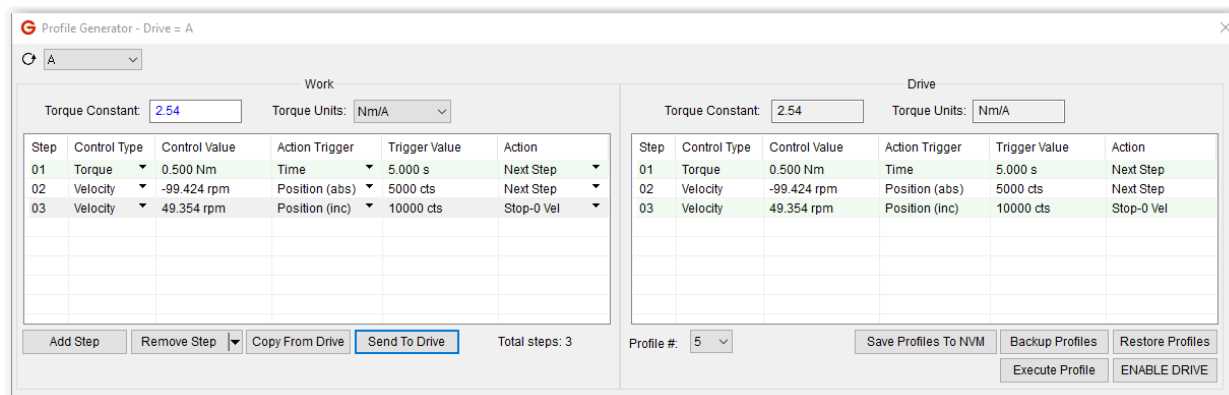 G Profile Generator - Drive = A
A
Work
Drive
Torque Constant: 2.54 Torque Units: Nm/A
Torque Constant: 2.54 Torque Units: Nm/A
Step Control Type Control Value Action Trigger Trigger Value Action
01 Torque 0.500 Nm Time 5.000 s Next Step
02 Velocity -99.424 rpm Position (abs) 5000 cts Next Step
03 Velocity 49.354 rpm Position (inc) 10000 cts Stop-0 Vel
Step Control Type Control Value Action Trigger Trigger Value Action
01 Torque 0.500 Nm Time 5.000 s Next Step
02 Velocity -99.424 rpm Position (abs) 5000 cts Next Step
03 Velocity 49.354 rpm Position (inc) 10000 cts Stop-0 Vel
Add Step Remove Step Copy From Drive Send To Drive Total steps: 3
Profile #: 5 Save Profiles To NVM Backup Profiles Restore Profiles
Execute Profile ENABLE DRIVE